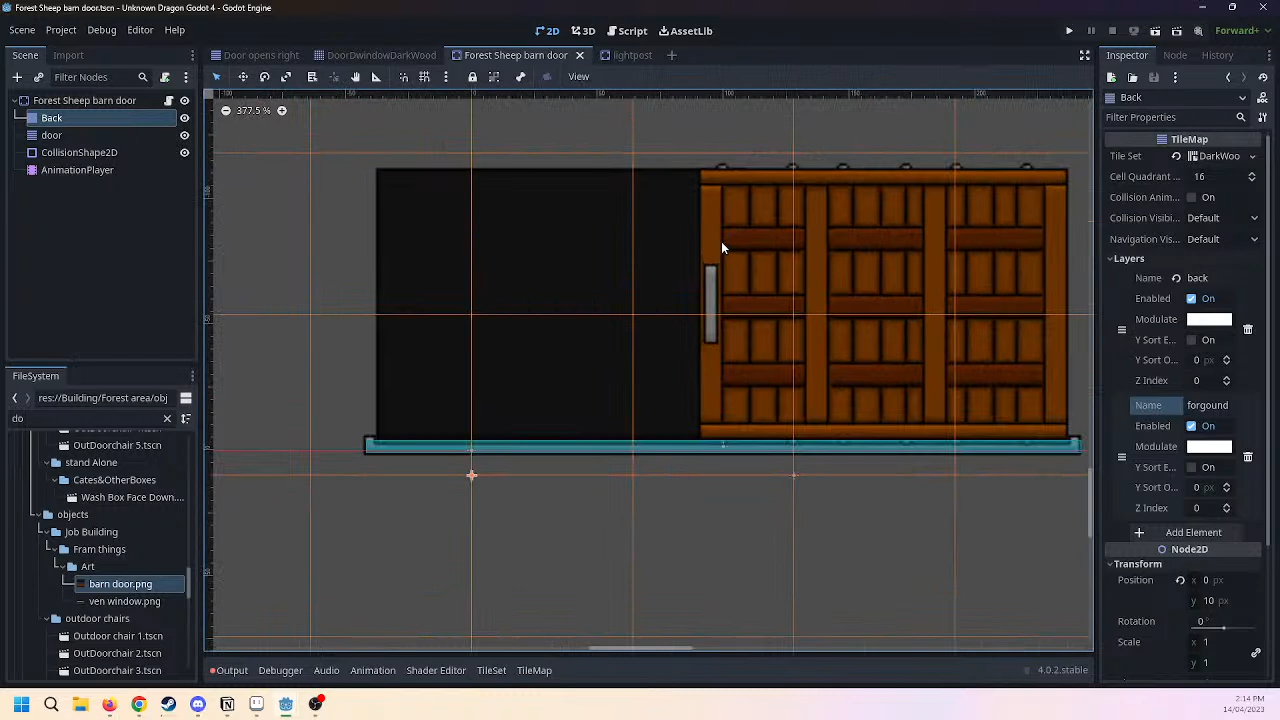 Forest Sheep barn door.tscn - Unknown Dragon Godot 4 - Godot Engine
Scene Project Debug Editor Help
2D 3D Script AssetLib
Forward+
Scene Import
Door opens right DoorDwindowDarkWood Forest Sheep barn door lightpost
Inspector Node History
Filter Nodes
View
Forest Sheep barn door
Back
door
CollisionShape2D
AnimationPlayer
377.5 %
100 50 0 100 150 200
Back
Filter Properties
TileMap
Tile Set DarkWoo
Cell Quadrant ... 16
Collision Anim... On
Collision Visibi... Default
Navigation Vis... Default
Layers
Name back
Enabled On
Modulate
Y Sort E... On
Y Sort O... 0 px
Z Index 0
Name forgound
Enabled On
Modulate
Y Sort E... On
Y Sort O... 0 px
Z Index 0
Add Element
Node2D
Transform
Position x 0 px
y 10 px
Rotation 0 °
Scale x 1
y 1
FileSystem
res://Building/Forest area/obj
do
OutDoorchair 5.tscn
stand Alone
Case&OtherBoxes
Wash Box Face Down....
objects
Job Building
Fram things
Art
barn door.png
ven window.png
outdoor chairs
Outdoor chair 1.tscn
Outdoor chair 2.tscn
OutDoorchair 3.tscn
Output Debugger Audio Animation Shader Editor TileSet TileMap
4.0.2.stable
2:14 PM
14/04/2023